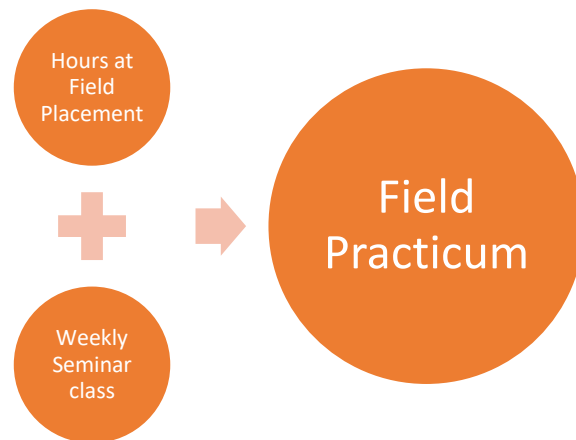 Hours at
Field
Placement
Weekly
Seminar
class
Field
Practicum